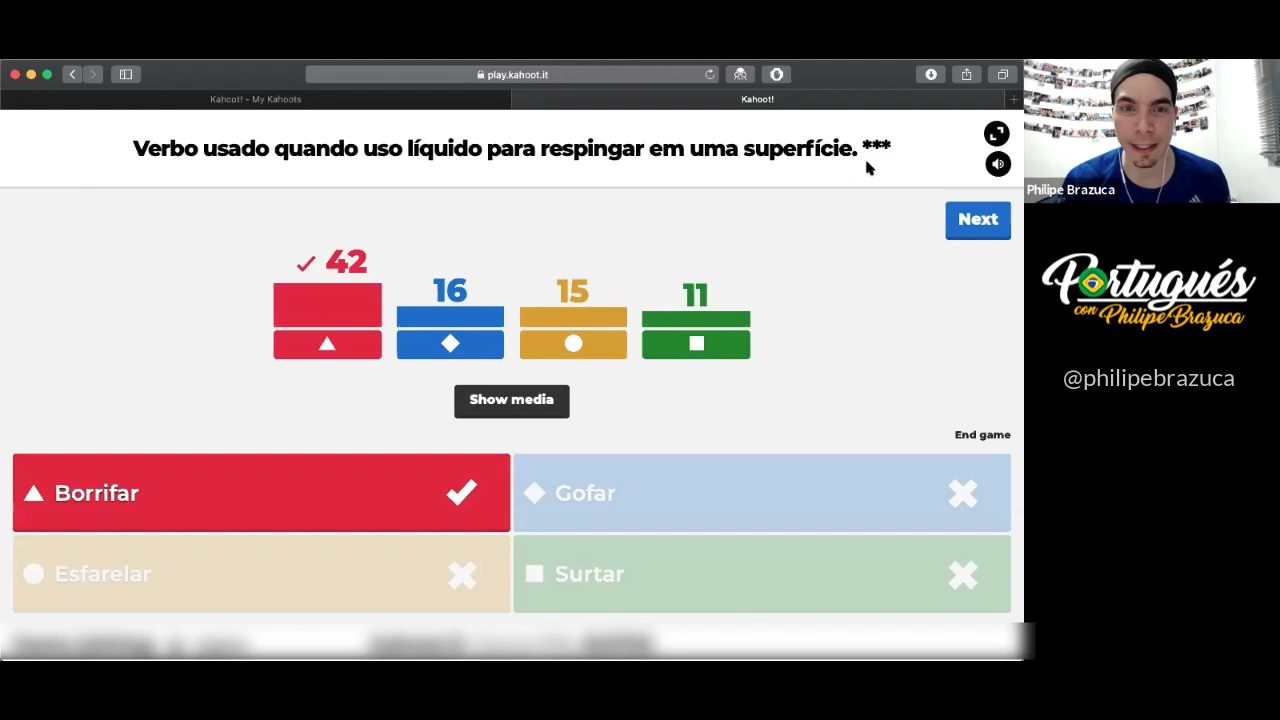 play.kahoot.it
Kahoot! - My Kahoots
Kahoot!
Verbo usado quando uso líquido para respingar em uma superfície. ***
Philipe Brazuca
Next
42
16
15
11
Show media
End game
Borrifar
Gofar
Esfarelar
Surtar
Portugués
con Philipe Brazuca
@philipebrazuca